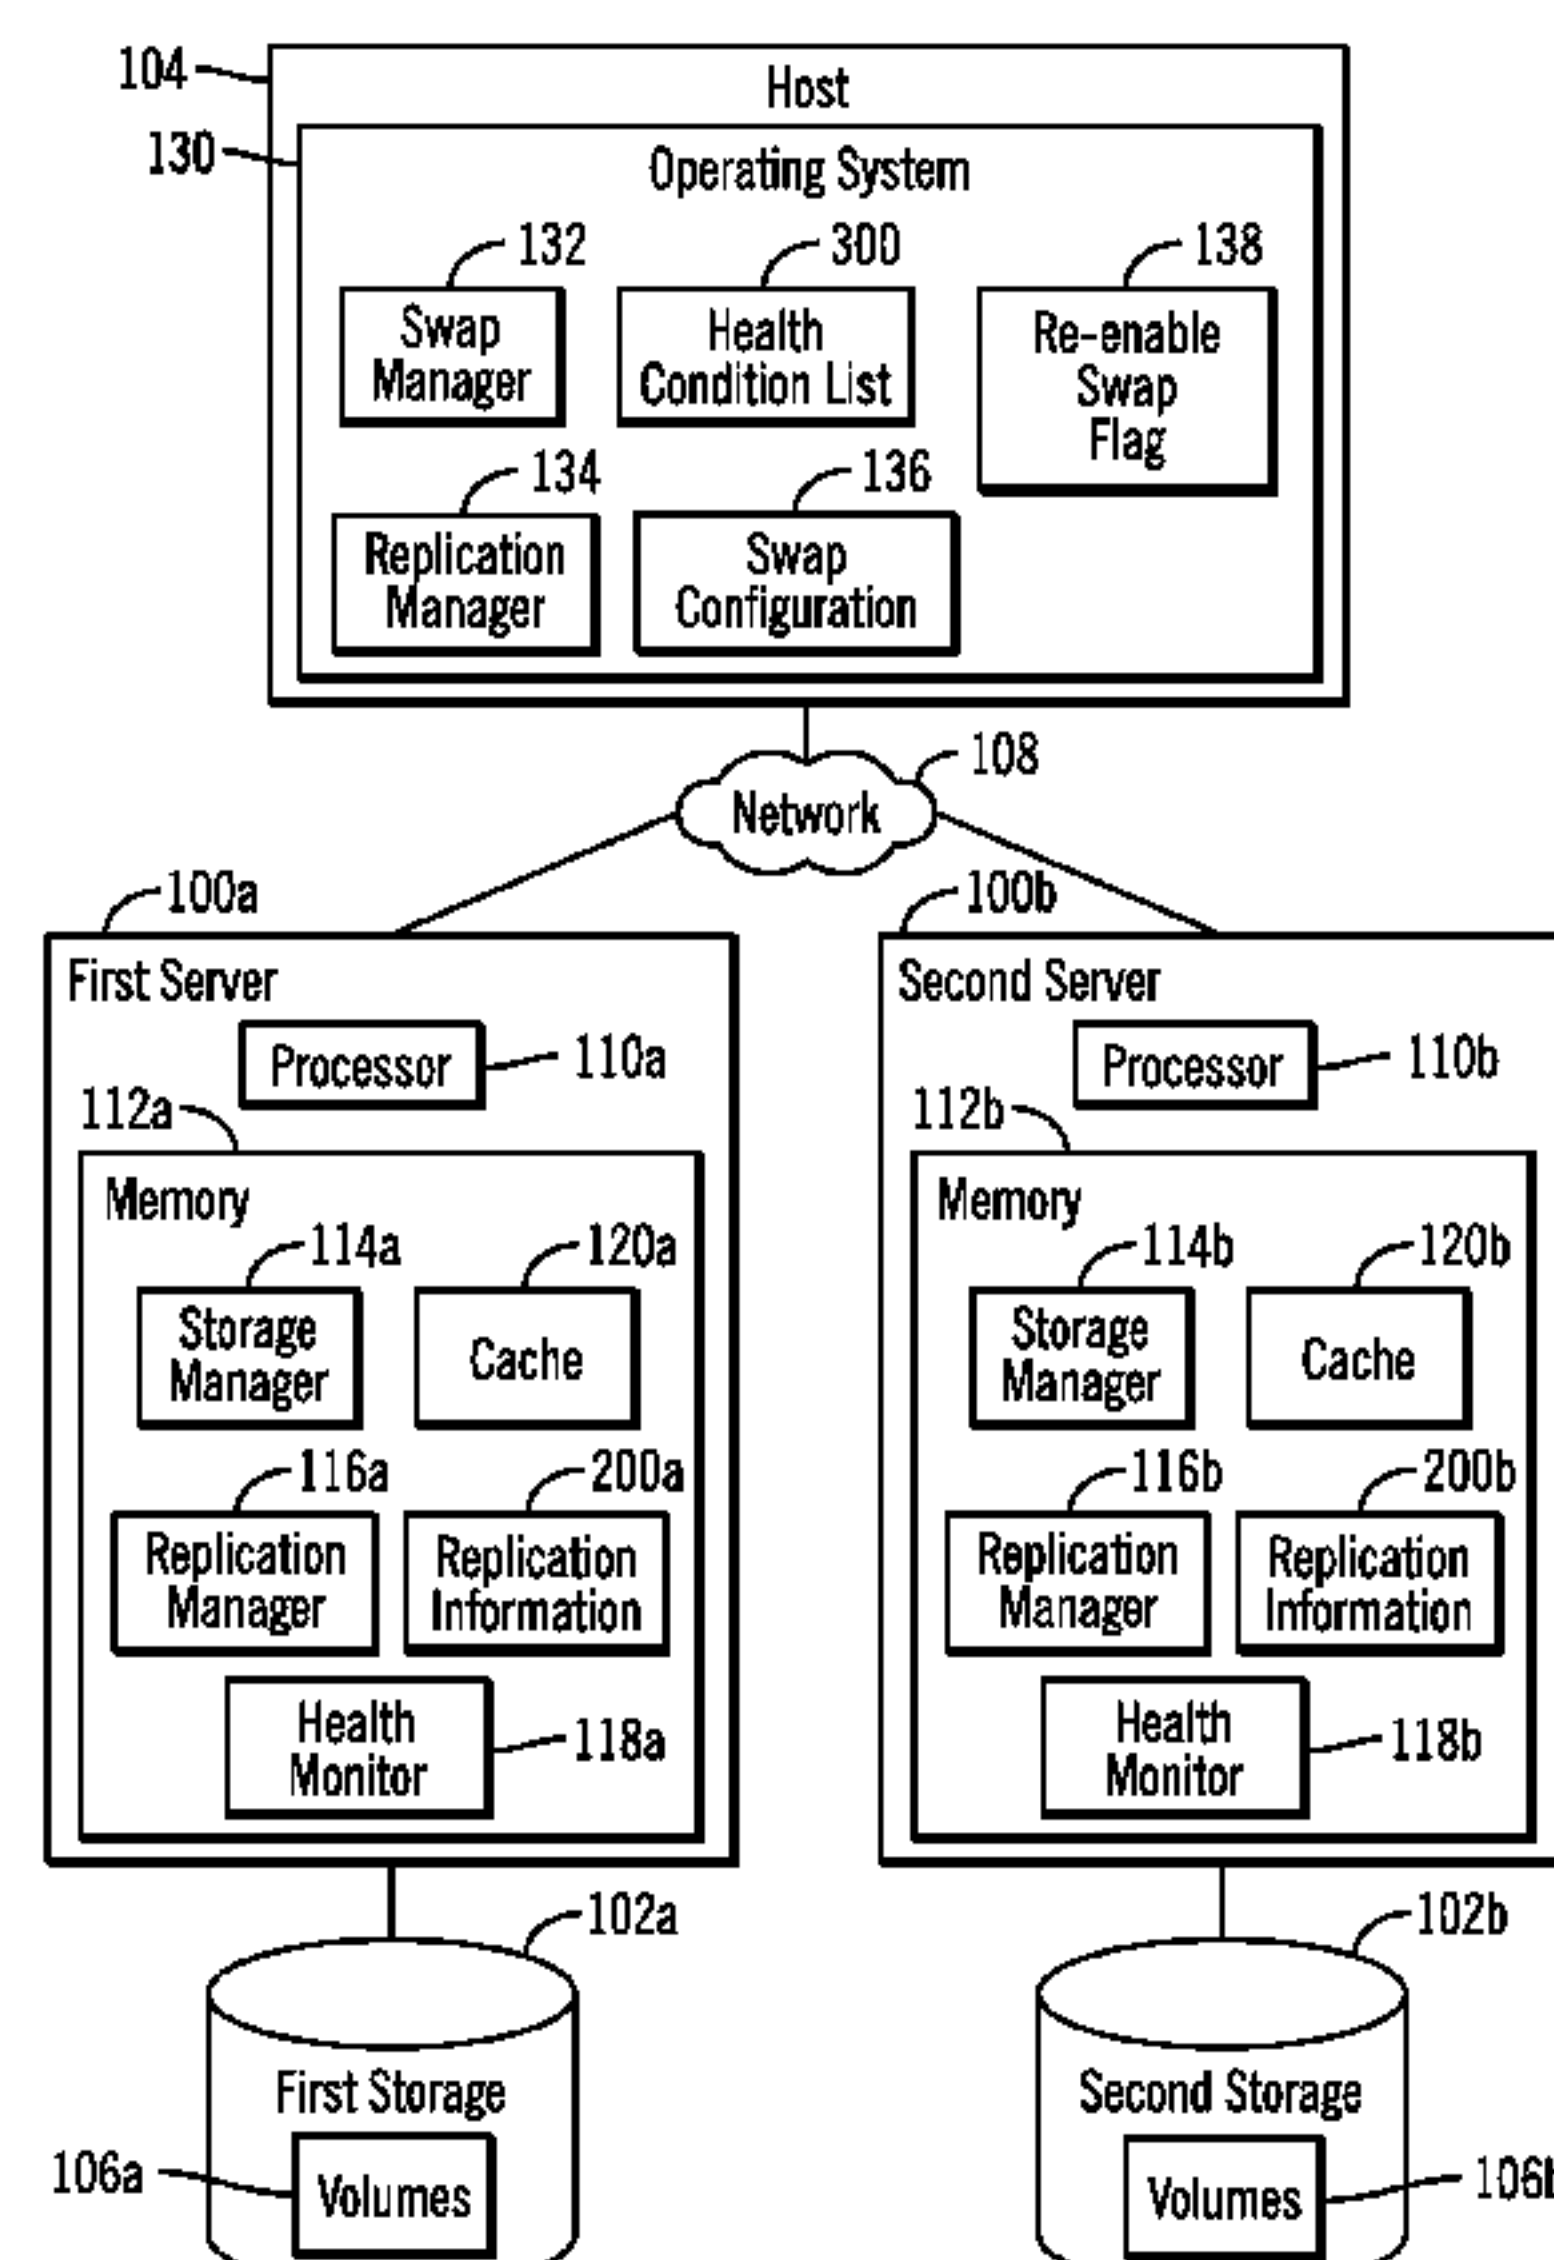 104
Host
130
Operating System
132
300
138
Swap
Manager
Health
Condition List
Re-enable
Swap
Flag
134
136
Replication
Manager
Swap
Configuration
108
Network
100a
100b
First Server
Processor
110a
112a
Memory
114a
120a
Storage
Manager
Cache
116a
200a
Replication
Manager
Replication
Information
Health
Monitor
118a
Second Server
Processor
110b
112b
Memory
114b
120b
Storage
Manager
Cache
116b
200b
Replication
Manager
Replication
Information
Health
Monitor
118b
102a
First Storage
106a
Volumes
102b
Second Storage
Volumes
106b